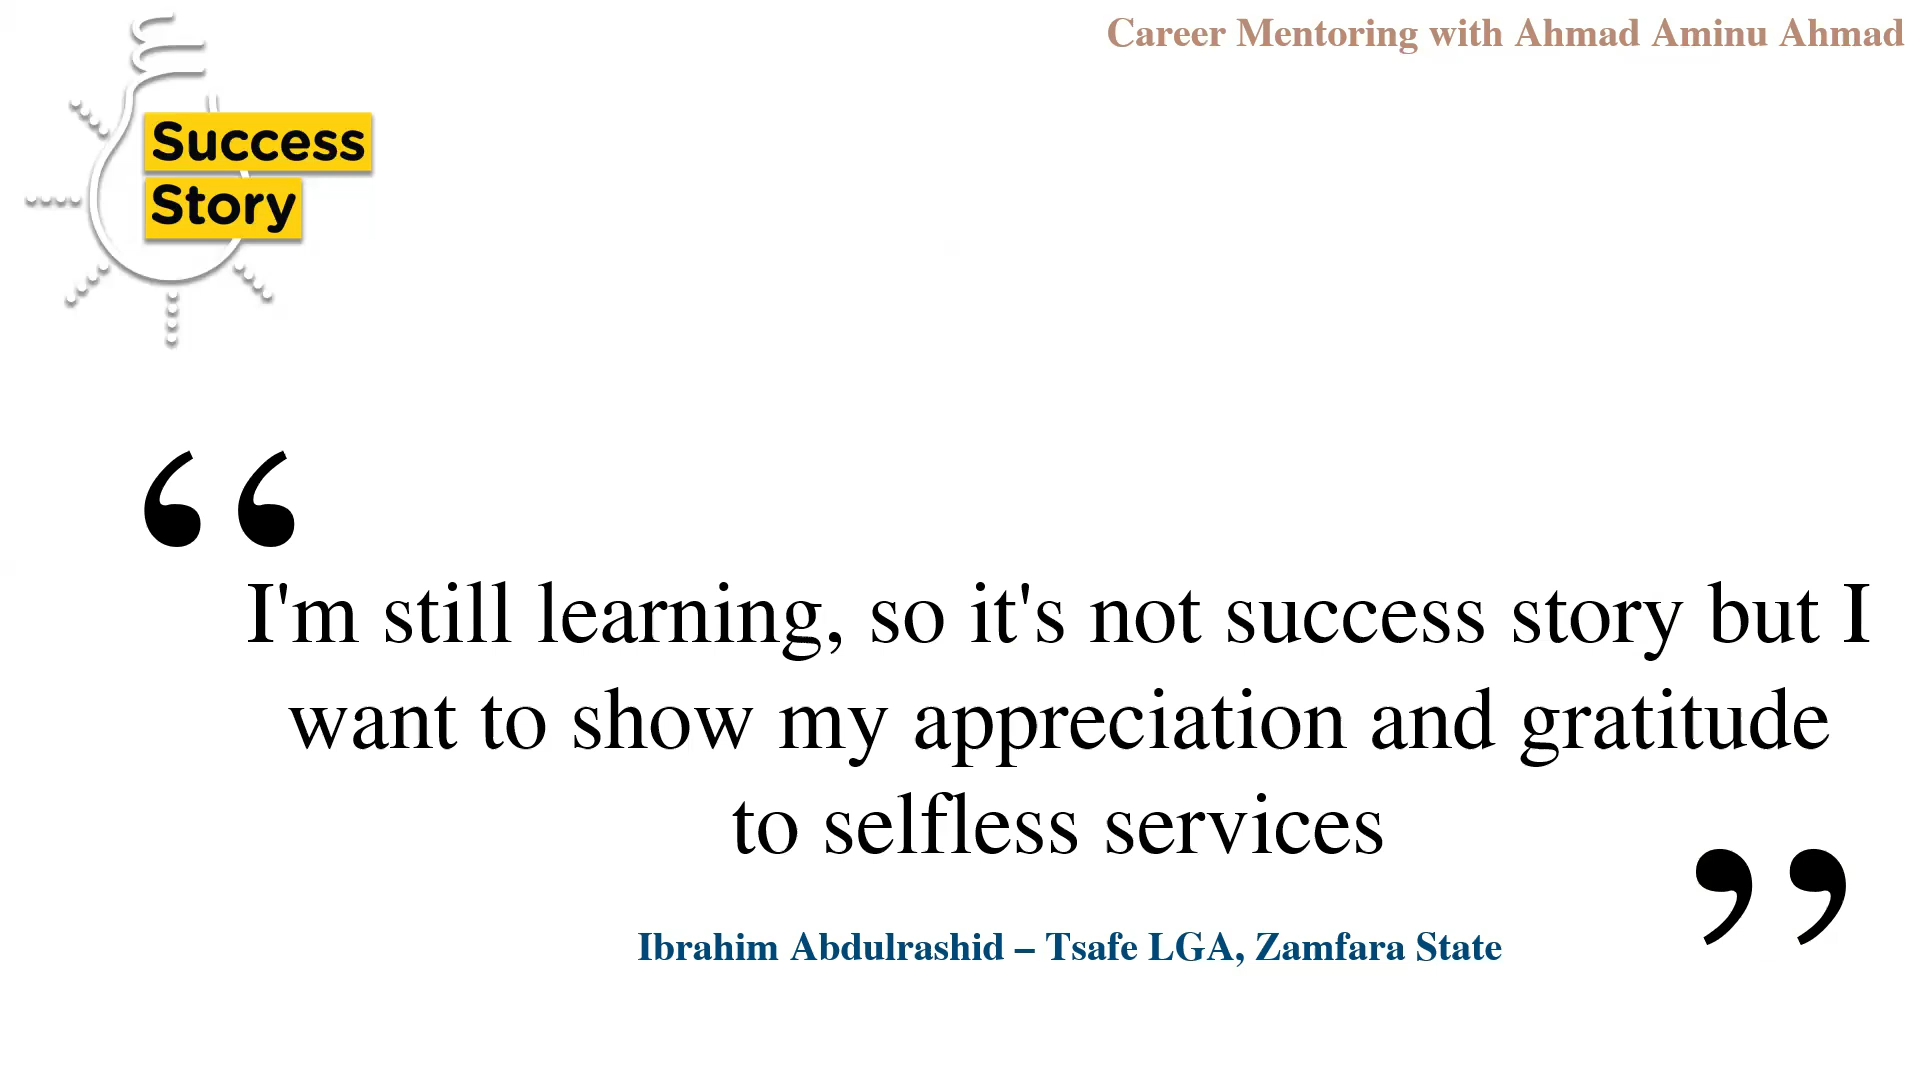 Career Mentoring with Ahmad Aminu Ahmad
Success
Story
“
I'm still learning, so it's not success story but I
want to show my appreciation and gratitude
to selfless services
”
Ibrahim Abdulrashid – Tsafe LGA, Zamfara State